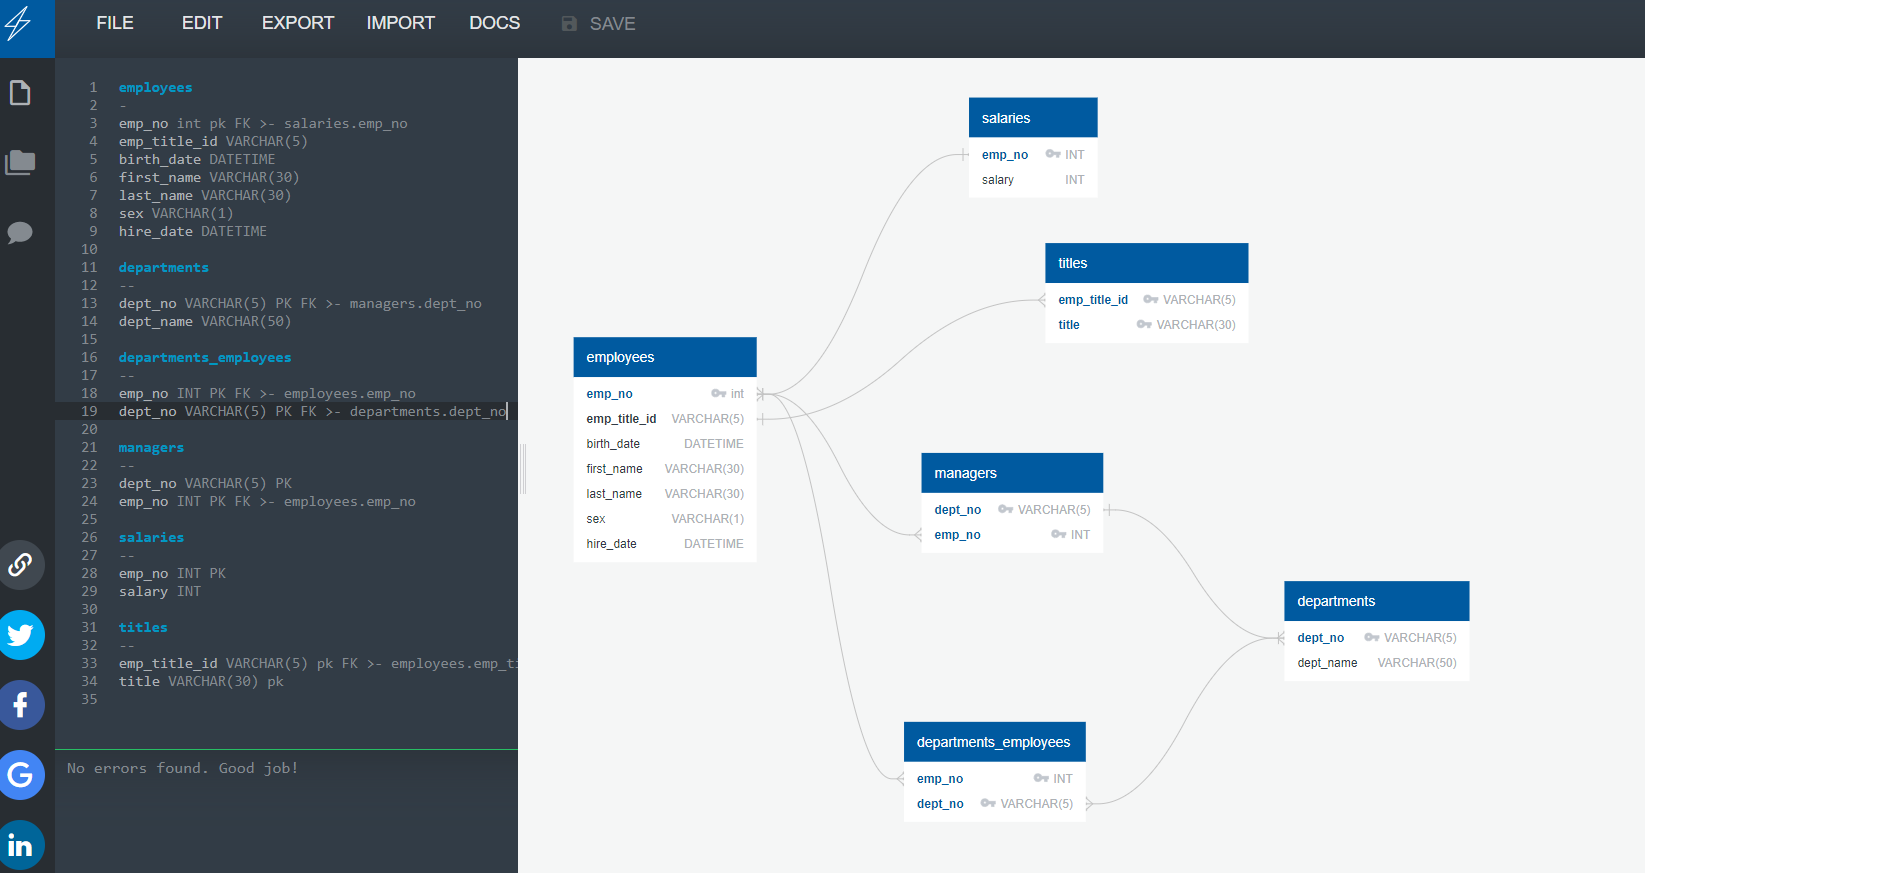 FILE EDIT EXPORT IMPORT DOCS SAVE
1 employees
2 -
3 emp_no int pk FK >- salaries.emp_no
4 emp_title_id VARCHAR(5)
5 birth_date DATETIME
6 first_name VARCHAR(30)
7 last_name VARCHAR(30)
8 sex VARCHAR(1)
9 hire_date DATETIME
10
11 departments
12 --
13 dept_no VARCHAR(5) PK FK >- managers.dept_no
14 dept_name VARCHAR(50)
15
16 departments_employees
17 --
18 emp_no INT PK FK >- employees.emp_no
19 dept_no VARCHAR(5) PK FK >- departments.dept_no
20
21 managers
22 --
23 dept_no VARCHAR(5) PK
24 emp_no INT PK FK >- employees.emp_no
25
26 salaries
27 --
28 emp_no INT PK
29 salary INT
30
31 titles
32 --
33 emp_title_id VARCHAR(5) pk FK >- employees.emp_ti
34 title VARCHAR(30) pk
35
No errors found. Good job!
salaries
emp_no INT
salary INT
titles
emp_title_id VARCHAR(5)
title VARCHAR(30)
employees
emp_no int
emp_title_id VARCHAR(5)
birth_date DATETIME
first_name VARCHAR(30)
last_name VARCHAR(30)
sex VARCHAR(1)
hire_date DATETIME
managers
dept_no VARCHAR(5)
emp_no INT
departments
dept_no VARCHAR(5)
dept_name VARCHAR(50)
departments_employees
emp_no INT
dept_no VARCHAR(5)
f
G
in